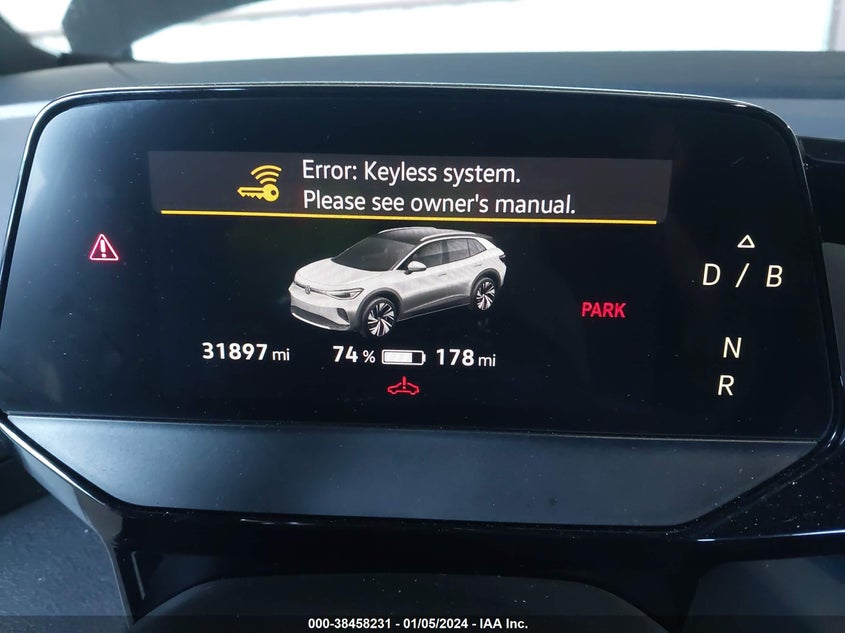 Error: Keyless system.
Please see owner's manual.
D / B
PARK
31897 mi 74 % 178 mi
N
R
000-38458231 - 01/05/2024 - IAA Inc.